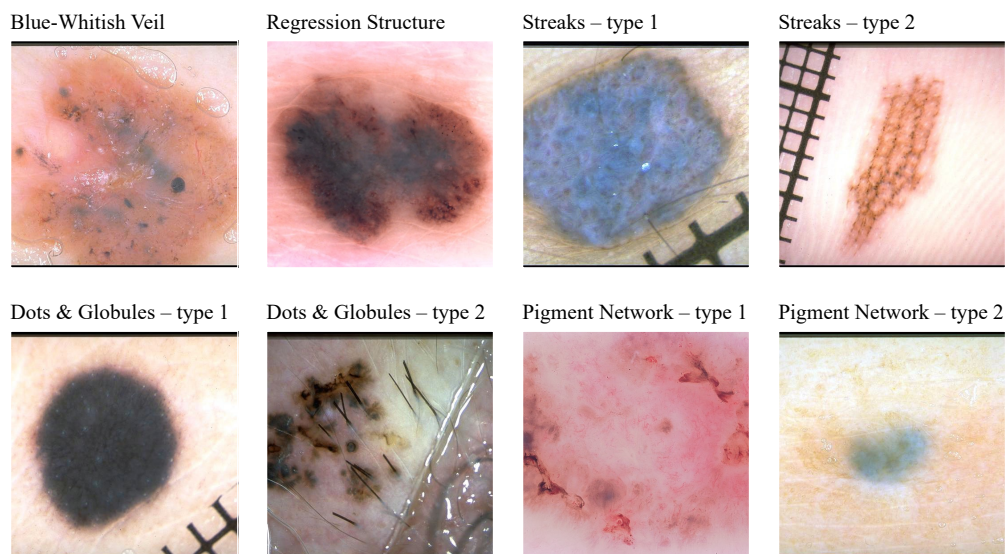 Blue-Whitish Veil
Regression Structure
Streaks – type 1
Streaks – type 2
Dots & Globules – type 1
Dots & Globules – type 2
Pigment Network – type 1
Pigment Network – type 2